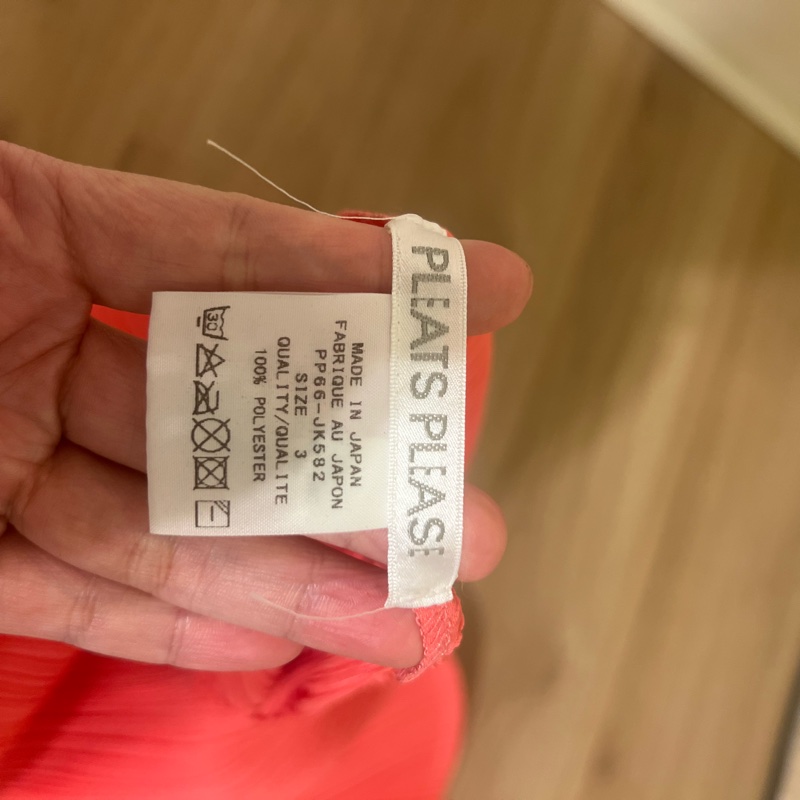 PLEATS PLEASE
MADE IN JAPAN
FABRIQUE AU JAPON
PP66-JK582
SIZE 3
QUALITY/QUALITE
100% POLYESTER
30